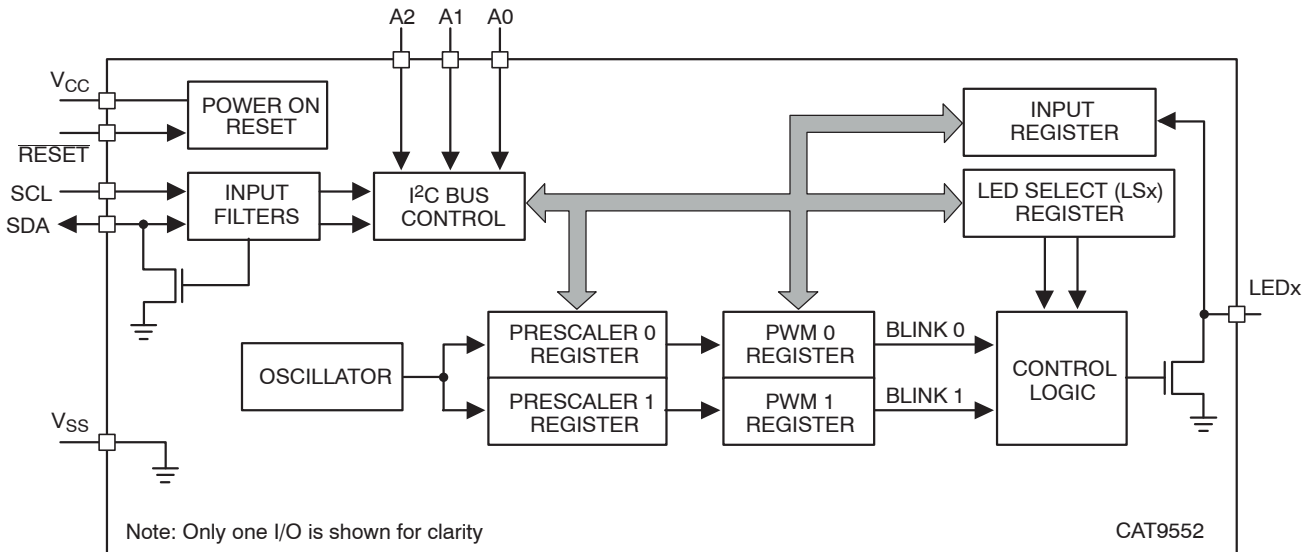 A2 A1 A0
VCC
POWER ON
RESET
RESET
SCL
SDA
INPUT
FILTERS
I²C BUS
CONTROL
INPUT
REGISTER
LED SELECT (LSx)
REGISTER
LEDx
OSCILLATOR
PRESCALER 0
REGISTER
PRESCALER 1
REGISTER
PWM 0
REGISTER
PWM 1
REGISTER
BLINK 0
BLINK 1
CONTROL
LOGIC
VSS
Note: Only one I/O is shown for clarity
CAT9552